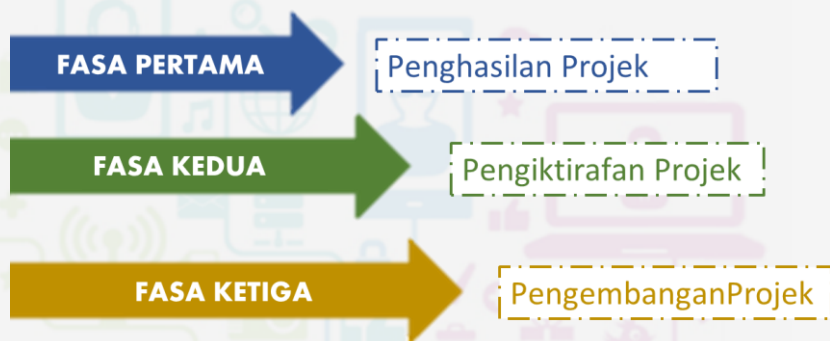 FASA PERTAMA Penghasilan Projek
FASA KEDUA Pengiktirafan Projek
FASA KETIGA PengembanganProjek